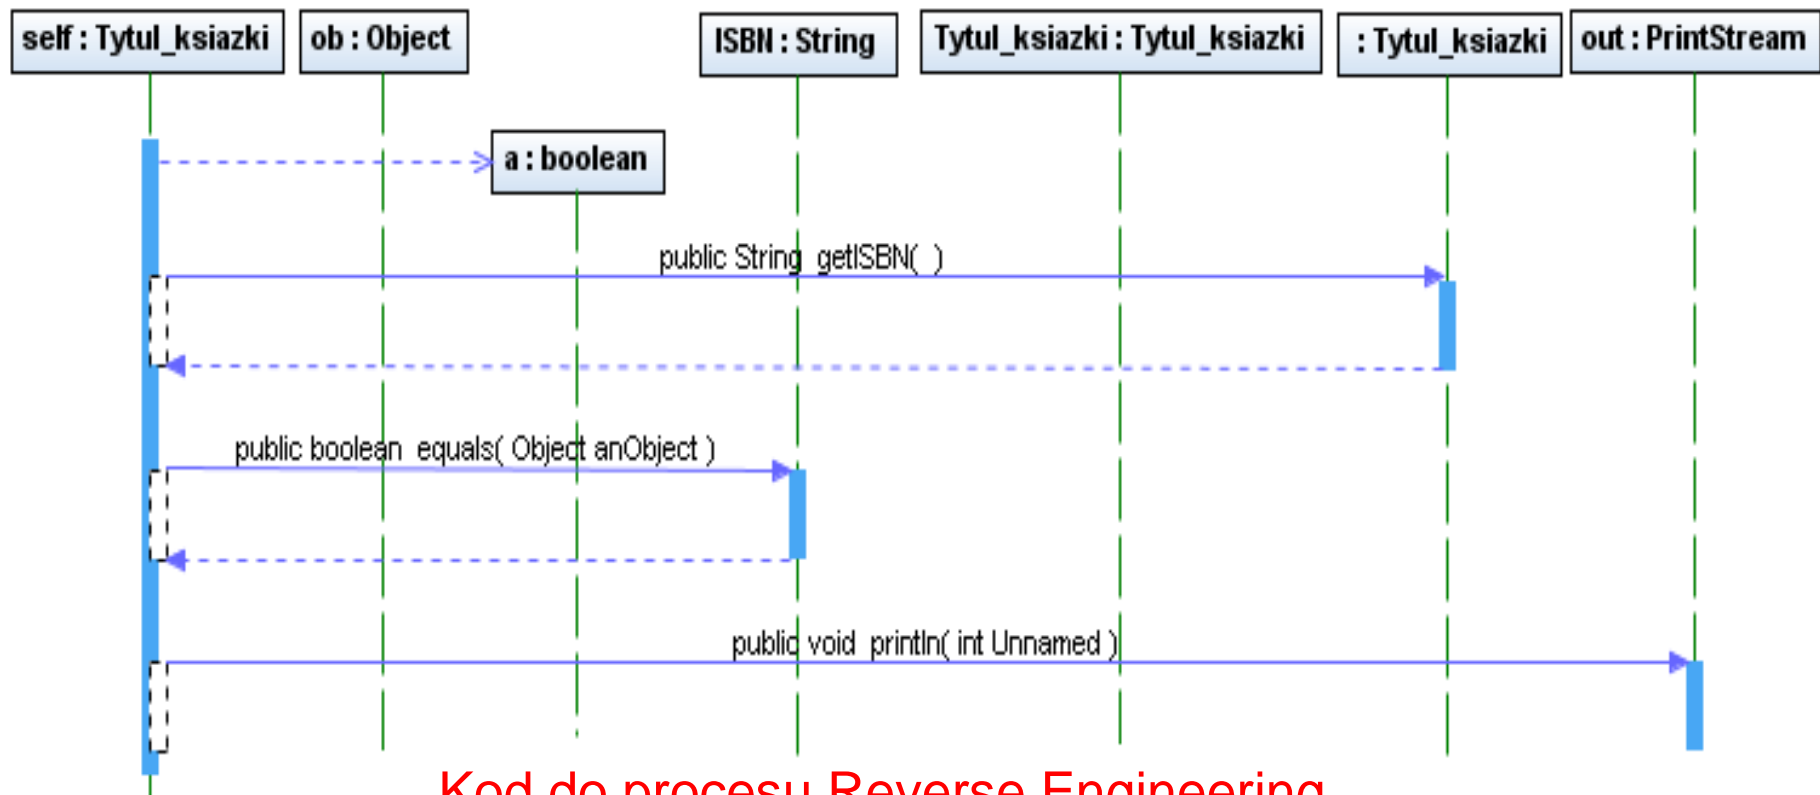 self : Tytul_ksiazki
ob : Object
ISBN : String
Tytul_ksiazki : Tytul_ksiazki
: Tytul_ksiazki
out : PrintStream
a : boolean
public String getISBN( )
public boolean equals( Object anObject )
public void println( int Unnamed )
Kod do procesu Reverse Engineering